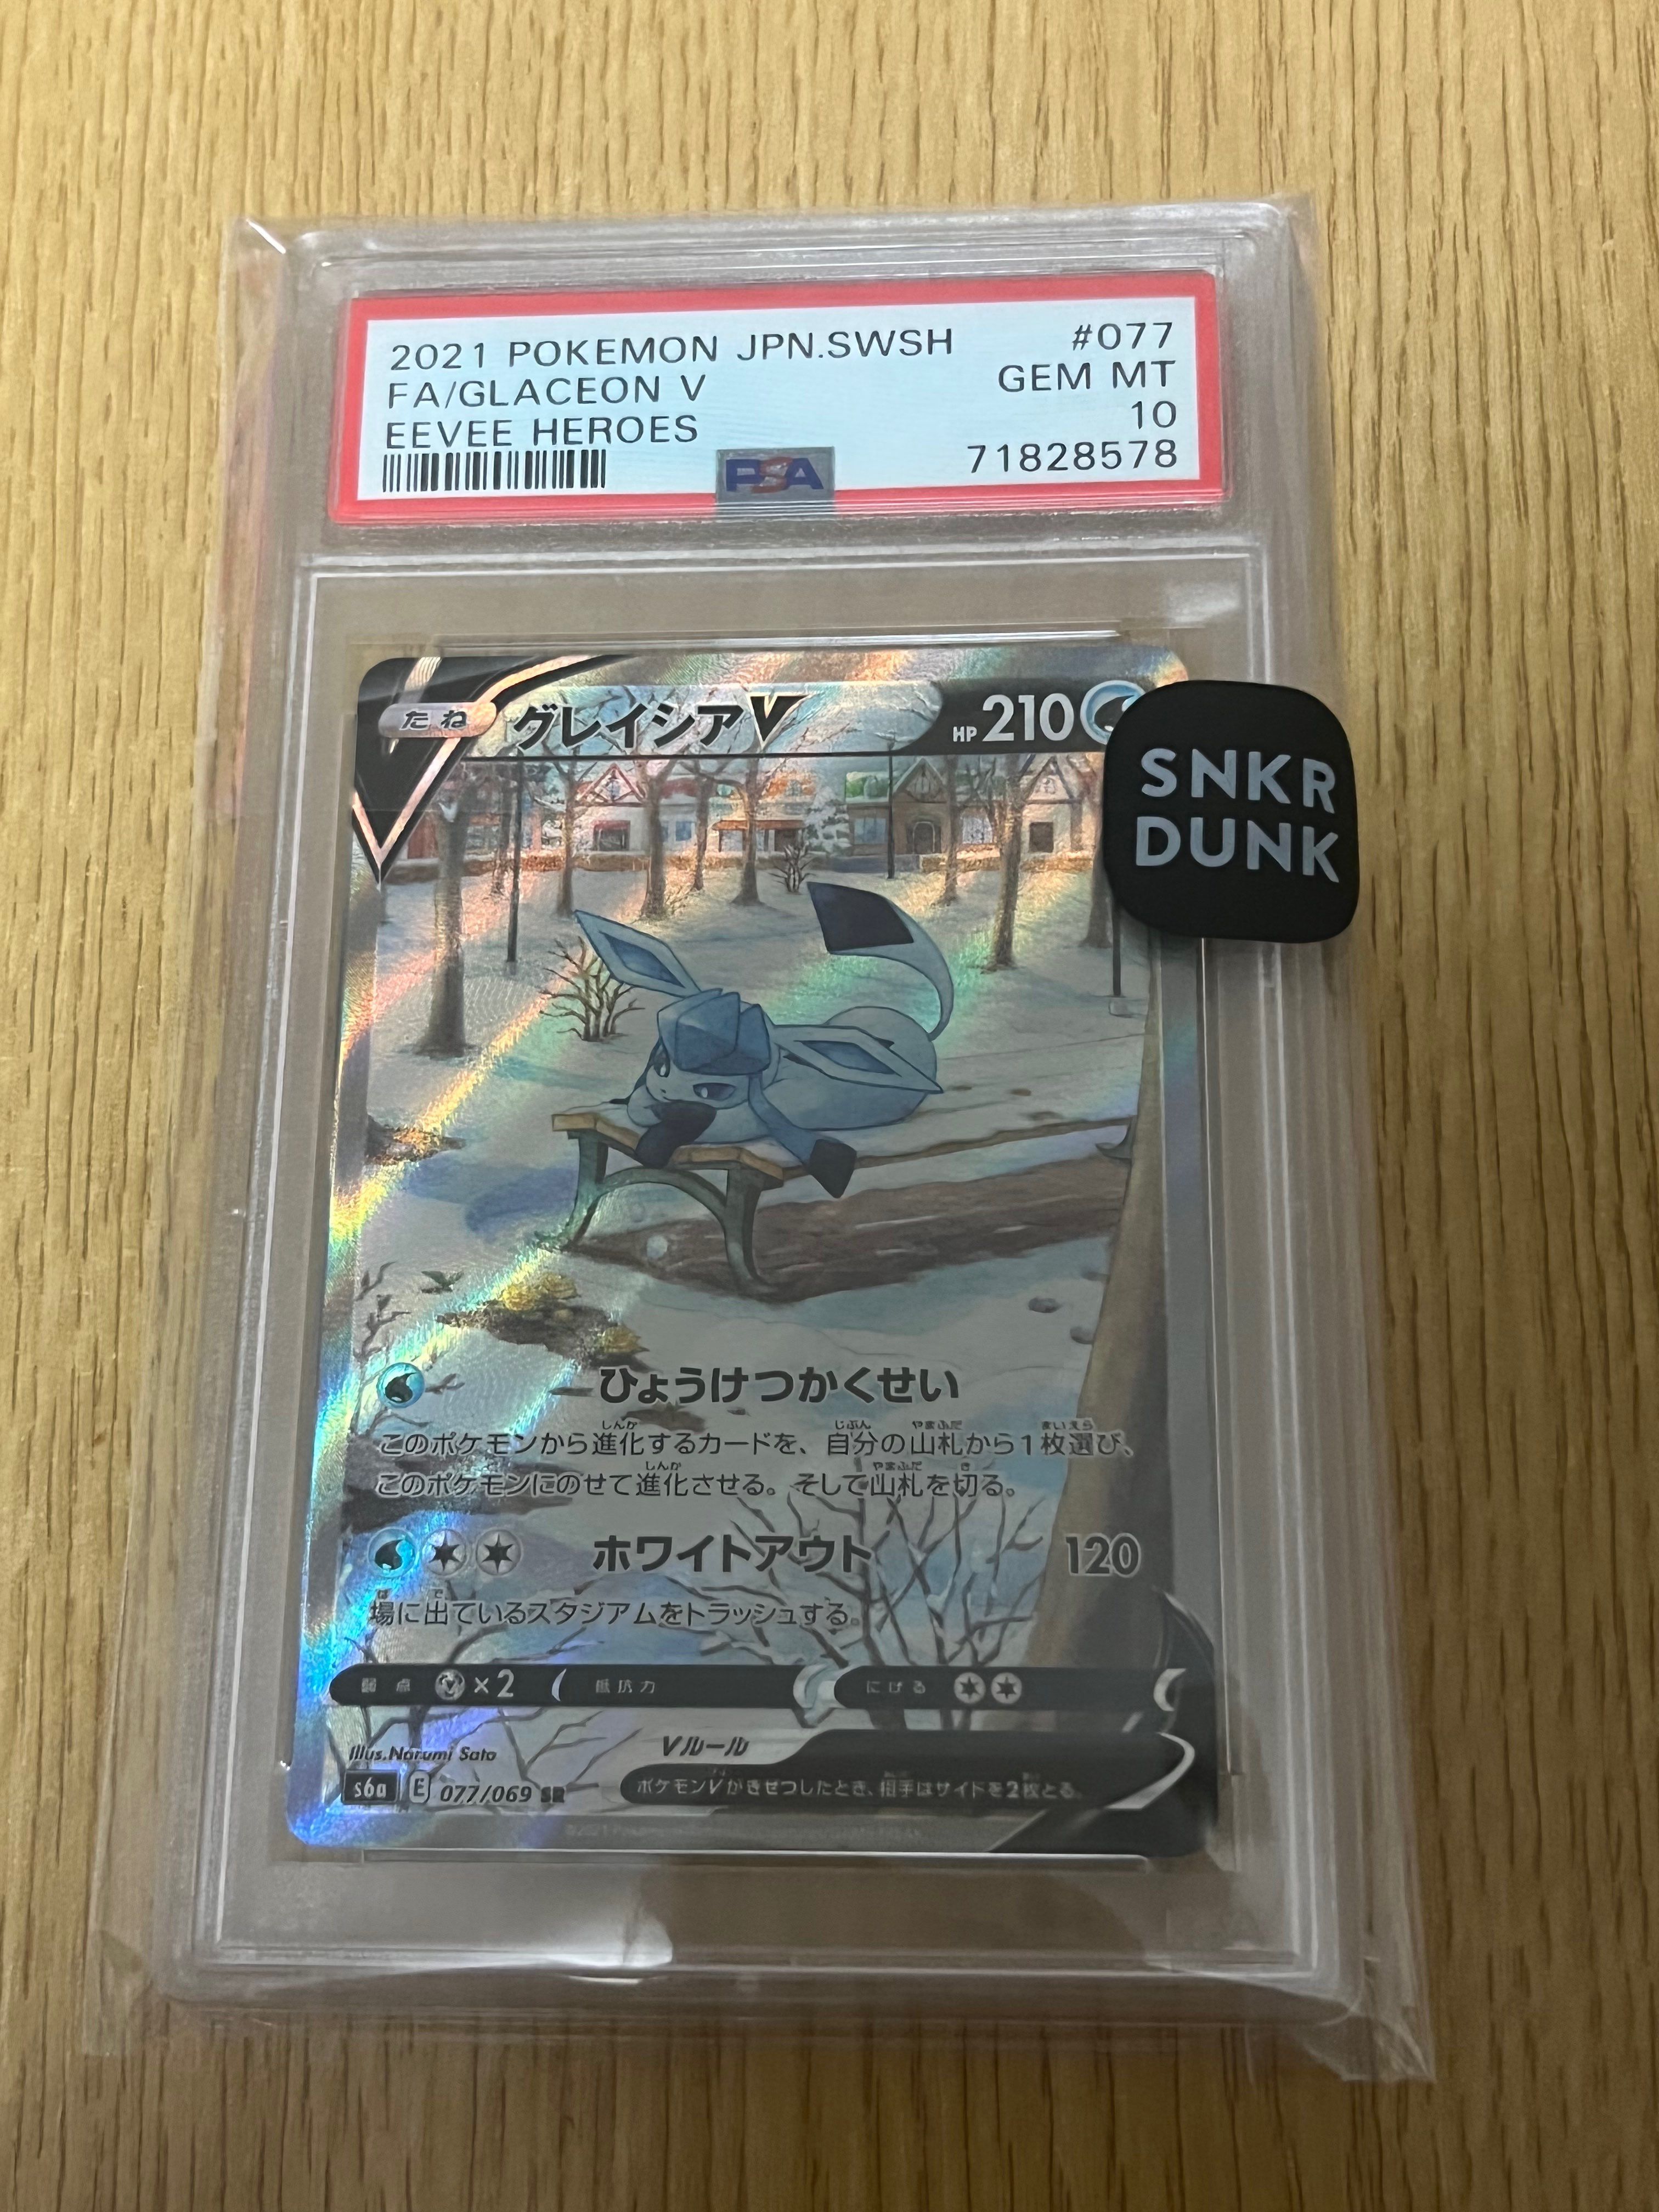 2021 POKEMON JPN.SWSH #077
FA/GLACEON V GEM MT
EEVEE HEROES 10
71828578
PSA
たね グレイシアV HP 210
SNKR
DUNK
ひょうけつかくせい
このポケモンから進化するカードを、自分の山札から1枚選び、
このポケモンにのせて進化させる。そして山札を切る。
ホワイトアウト 120
場に出ているスタジアムをトラッシュする。
弱点 ×2 抵抗力 にげる
Illus.Narumi Sato
Vルール
s6a E 077/069 SR
ポケモンVがきぜつしたとき、相手はサイドを2枚とる。